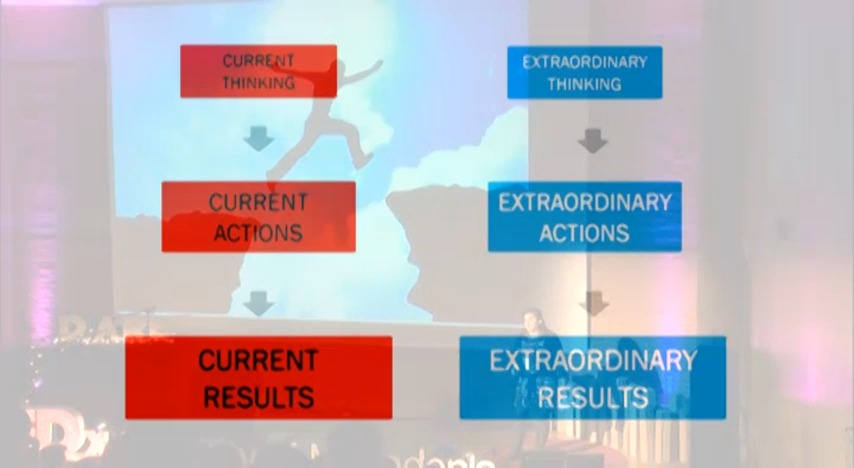 CURRENT
THINKING
EXTRAORDINARY
THINKING
CURRENT
ACTIONS
EXTRAORDINARY
ACTIONS
CURRENT
RESULTS
EXTRAORDINARY
RESULTS